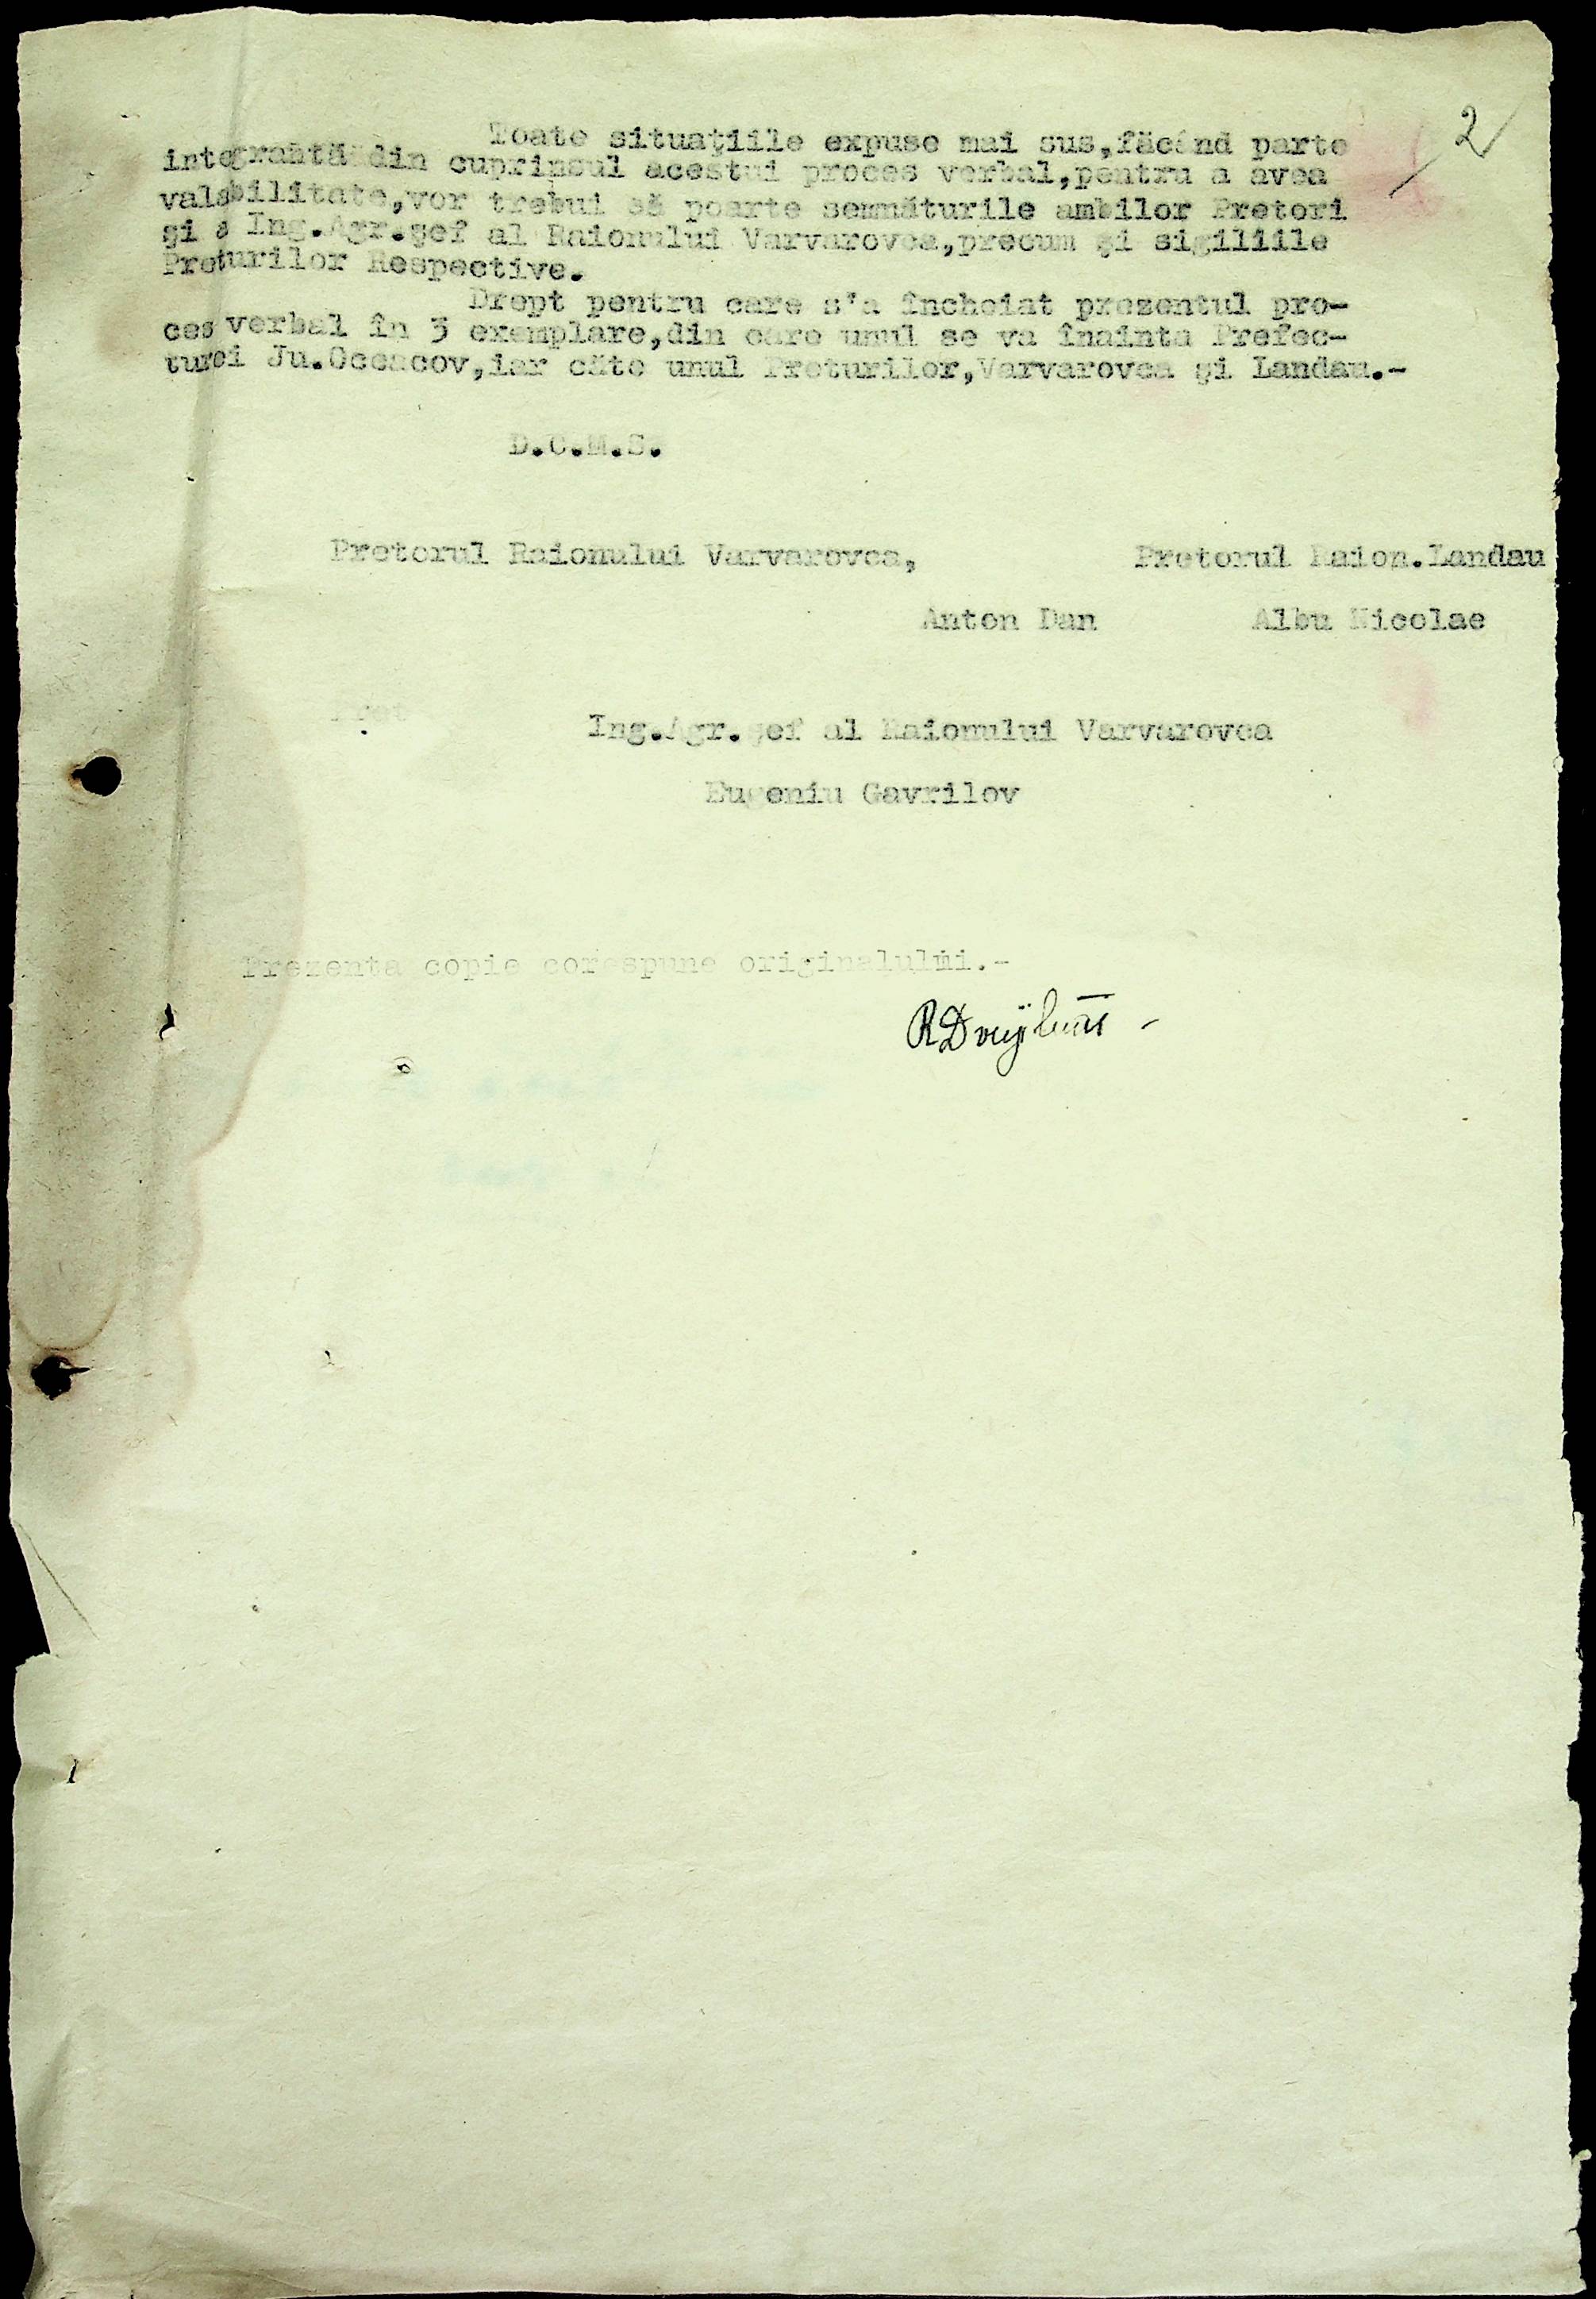 2
Toate situaţiile expuse mai sus,făcând parte
integrantă din cuprinsul acestui proces verbal,pentru a avea
valabilitate,vor trebui să poarte semnăturile ambilor Pretori
şi a Ing.Agr.şef al Raionului Varvarovca,precum şi sigiliile
Preturilor Respective.
Drept pentru care s'a încheiat prezentul pro-
ces verbal în 3 exemplare,din care unul se va înainta Prefec-
turei Ju.Oceacov,iar câte unul Preturilor,Varvarovca şi Landau.-
D.C.M.S.
Pretorul Raionului Varvarovca, Pretorul Raion.Landau
Anton Dan Albu Nicolae
Pret
Ing.Agr.şef al Raionului Varvarovca
Eugeniu Gavrilov
Prezenta copie corespune originalului.-